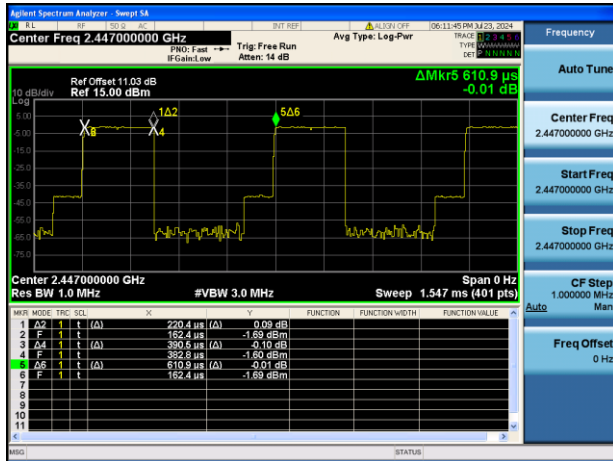 Agilent Spectrum Analyzer - Swept SA
RL RF 50 Ω AC INT REF ALIGN OFF 06:11:45 PM Jul 23, 2024
Center Freq 2.447000000 GHz
PNO: Fast
IFGain:Low
Trig: Free Run
Atten: 14 dB
Avg Type: Log-Pwr
TRACE 1 2 3 4 5 6
TYPE WWWWWW
DET P N N N N N
Frequency
Auto Tune
Center Freq
2.447000000 GHz
Start Freq
2.447000000 GHz
Stop Freq
2.447000000 GHz
CF Step
1.000000 MHz
Auto Man
Freq Offset
0 Hz
ΔMkr5 610.9 µs
-0.01 dB
Ref Offset 11.03 dB
10 dB/div Ref 15.00 dBm
Log
5.00
-5.00
-15.0
-25.0
-35.0
-45.0
-55.0
-65.0
-75.0
1Δ2
5Δ6
4
Center 2.447000000 GHz Span 0 Hz
Res BW 1.0 MHz #VBW 3.0 MHz Sweep 1.547 ms (401 pts)
MKR MODE TRC SCL X Y FUNCTION FUNCTION WIDTH FUNCTION VALUE
1 Δ2 1 t (Δ) 220.4 µs (Δ) 0.09 dB
2 F 1 t 162.4 µs -1.69 dBm
3 Δ4 1 t (Δ) 390.5 µs (Δ) -0.10 dB
4 F 1 t 382.8 µs -1.60 dBm
5 Δ6 1 t (Δ) 610.9 µs (Δ) -0.01 dB
6 F 1 t 162.4 µs -1.69 dBm
7
8
9
10
11
MSG STATUS